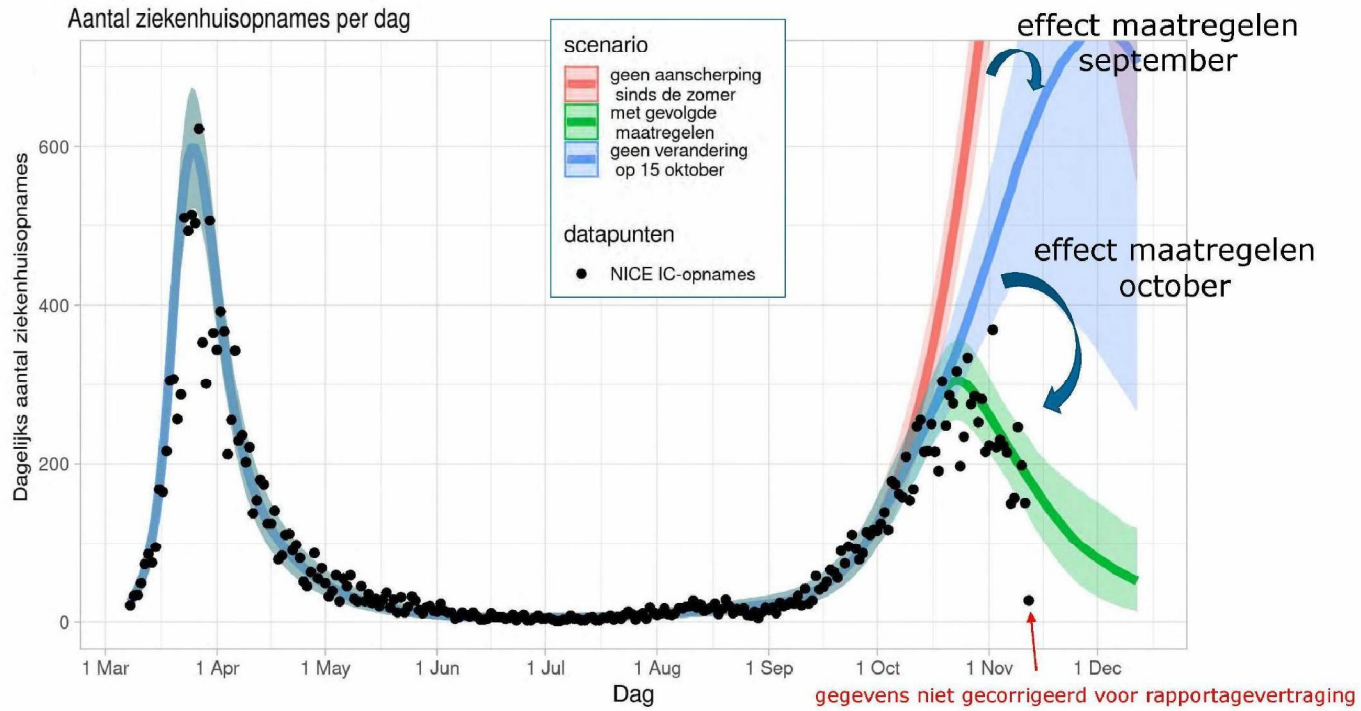 Aantal ziekenhuisopnames per dag
effect maatregelen
september
scenario
geen aanscherping
sinds de zomer
met gevolgde
maatregelen
geen verandering
op 15 oktober
datapunten
NICE IC-opnames
effect maatregelen
october
Dagelijks aantal ziekenhuisopnames
600
400
200
0
1 Mar
1 Apr
1 May
1 Jun
1 Jul
1 Aug
1 Sep
1 Oct
1 Nov
1 Dec
Dag
gegevens niet gecorrigeerd voor rapportagevertraging